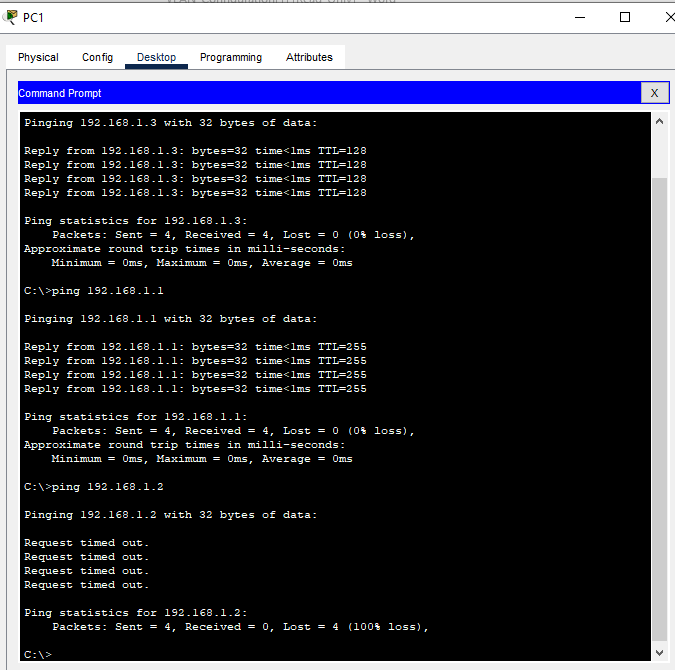 PC1
Physical Config Desktop Programming Attributes
Command Prompt X
Pinging 192.168.1.3 with 32 bytes of data:
Reply from 192.168.1.3: bytes=32 time<1ms TTL=128
Reply from 192.168.1.3: bytes=32 time<1ms TTL=128
Reply from 192.168.1.3: bytes=32 time<1ms TTL=128
Reply from 192.168.1.3: bytes=32 time<1ms TTL=128
Ping statistics for 192.168.1.3:
Packets: Sent = 4, Received = 4, Lost = 0 (0% loss),
Approximate round trip times in milli-seconds:
Minimum = 0ms, Maximum = 0ms, Average = 0ms
C:\>ping 192.168.1.1
Pinging 192.168.1.1 with 32 bytes of data:
Reply from 192.168.1.1: bytes=32 time<1ms TTL=255
Reply from 192.168.1.1: bytes=32 time<1ms TTL=255
Reply from 192.168.1.1: bytes=32 time<1ms TTL=255
Reply from 192.168.1.1: bytes=32 time<1ms TTL=255
Ping statistics for 192.168.1.1:
Packets: Sent = 4, Received = 4, Lost = 0 (0% loss),
Approximate round trip times in milli-seconds:
Minimum = 0ms, Maximum = 0ms, Average = 0ms
C:\>ping 192.168.1.2
Pinging 192.168.1.2 with 32 bytes of data:
Request timed out.
Request timed out.
Request timed out.
Request timed out.
Ping statistics for 192.168.1.2:
Packets: Sent = 4, Received = 0, Lost = 4 (100% loss),
C:\>